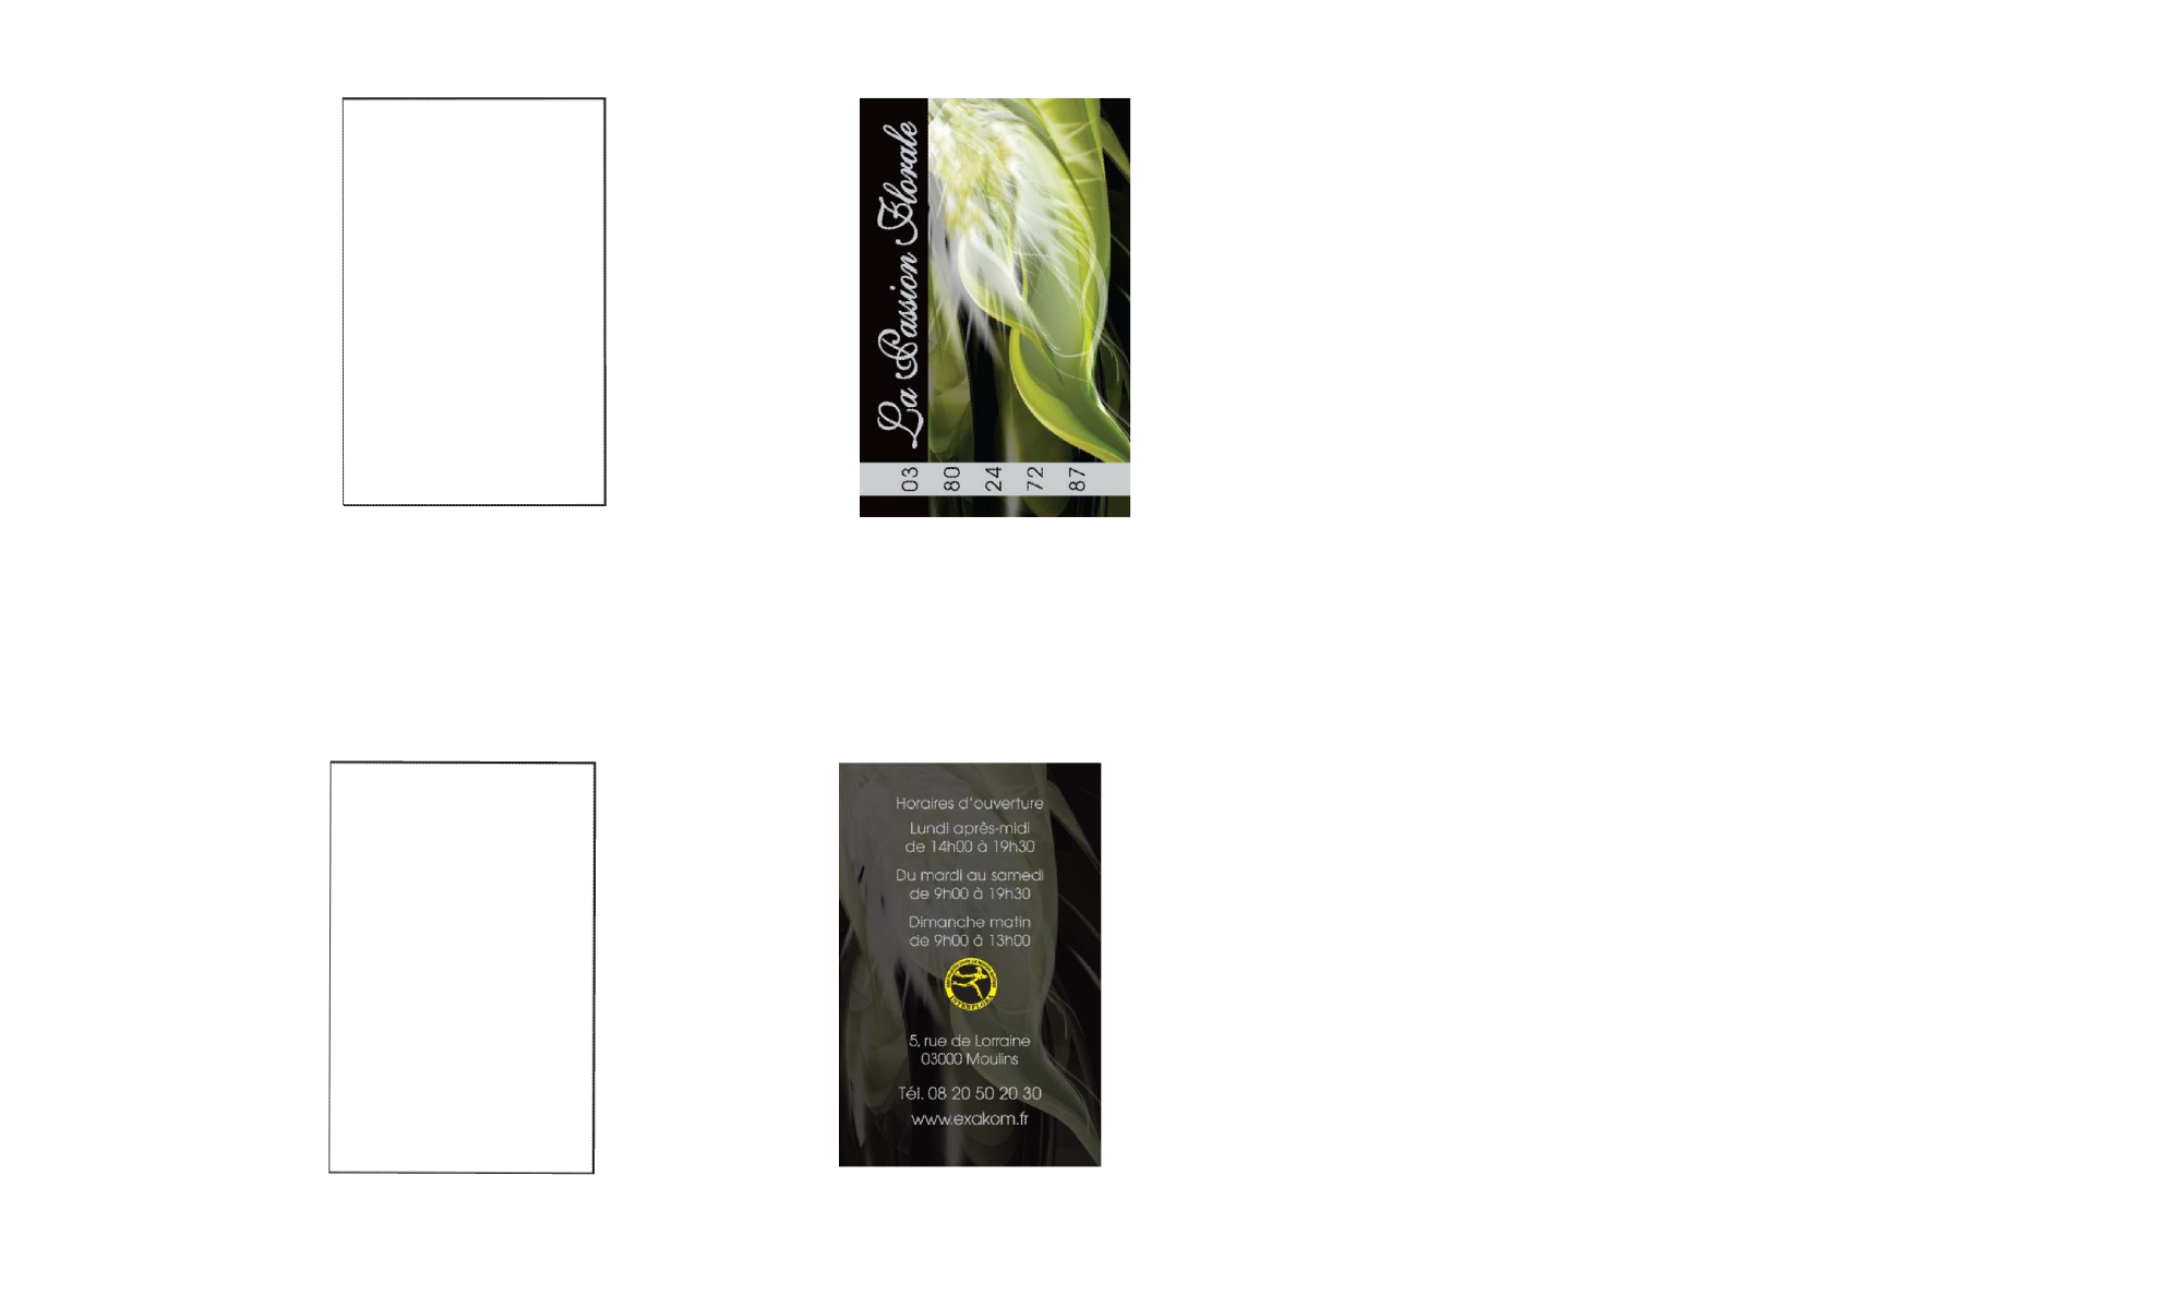 La Passion Florale
03 80 24 72 87
Horaires d'ouverture
Lundi après-midi
de 14h00 à 19h30
Du mardi au samedi
de 9h00 à 19h30
Dimanche matin
de 9h00 à 13h00
INTERFLORA
5, rue de Lorraine
03000 Moulins
Tél. 08 20 50 20 30
www.exakom.fr